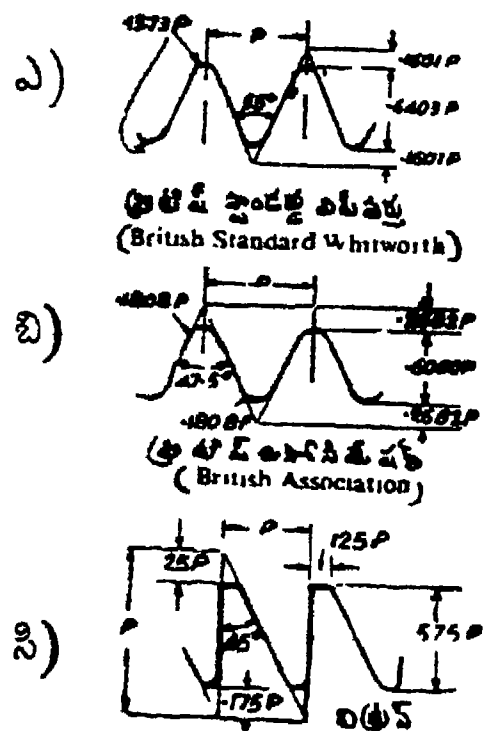 ఎ)
.1373P
P
.1601P
55°
.6403P
.1601P
బ్రిటీష్ స్టాండర్డ్ విట్ వర్త్
(British Standard Whitworth)
బి)
P
.1808P
47.5°
.1808P
(British Association)
సి)
P
.125P
.25P
P
45°
.575P
.175P